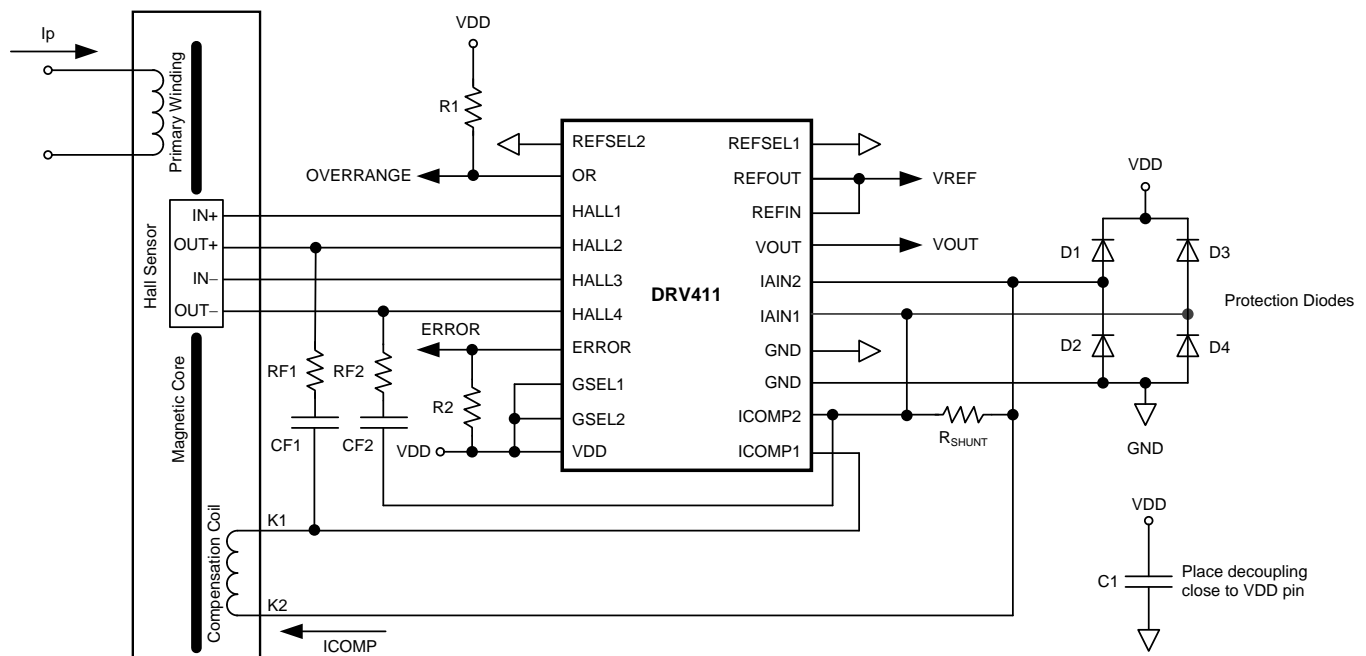 Ip
Primary Winding
Hall Sensor
IN+
OUT+
IN−
OUT−
Magnetic Core
Compensation Coil
K1
K2
ICOMP
RF1
RF2
CF1
CF2
VDD
R1
OVERRANGE
ERROR
R2
VDD
REFSEL2
OR
HALL1
HALL2
HALL3
HALL4
ERROR
GSEL1
GSEL2
VDD
DRV411
REFSEL1
REFOUT
REFIN
VOUT
IAIN2
IAIN1
GND
GND
ICOMP2
ICOMP1
VREF
VOUT
RSHUNT
VDD
D1
D3
D2
D4
Protection Diodes
GND
VDD
C1
Place decoupling
close to VDD pin